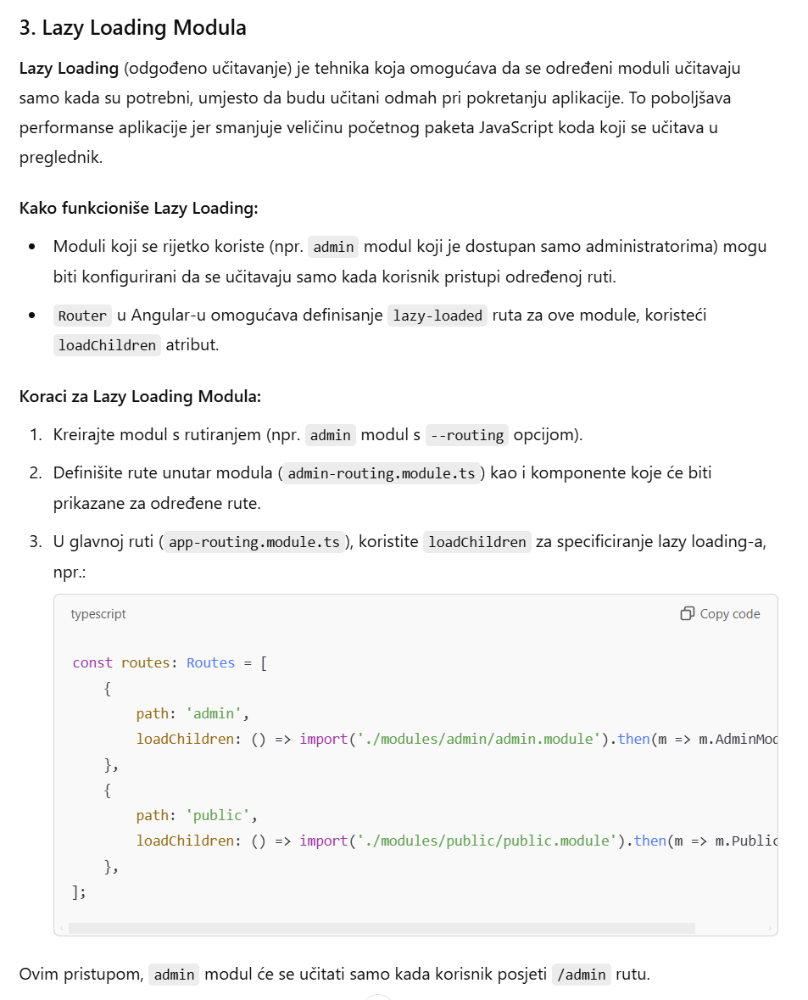 3. Lazy Loading Modula
Lazy Loading (odgođeno učitavanje) je tehnika koja omogućava da se određeni moduli učitavaju
samo kada su potrebni, umjesto da budu učitani odmah pri pokretanju aplikacije. To poboljšava
performanse aplikacije jer smanjuje veličinu početnog paketa JavaScript koda koji se učitava u
preglednik.
Kako funkcioniše Lazy Loading:
• Moduli koji se rijetko koriste (npr. admin modul koji je dostupan samo administratorima) mogu
biti konfigurirani da se učitavaju samo kada korisnik pristupi određenoj ruti.
• Router u Angular-u omogućava definisanje lazy-loaded ruta za ove module, koristeći
loadChildren atribut.
Koraci za Lazy Loading Modula:
1. Kreirajte modul s rutiranjem (npr. admin modul s --routing opcijom).
2. Definišite rute unutar modula (admin-routing.module.ts) kao i komponente koje će biti
prikazane za određene rute.
3. U glavnoj ruti (app-routing.module.ts), koristite loadChildren za specificiranje lazy loading-a,
npr.:
typescript Copy code
const routes: Routes = [
    {
        path: 'admin',
        loadChildren: () => import('./modules/admin/admin.module').then(m => m.AdminMod
    },
    {
        path: 'public',
        loadChildren: () => import('./modules/public/public.module').then(m => m.Public
    },
];
Ovim pristupom, admin modul će se učitati samo kada korisnik posjeti /admin rutu.